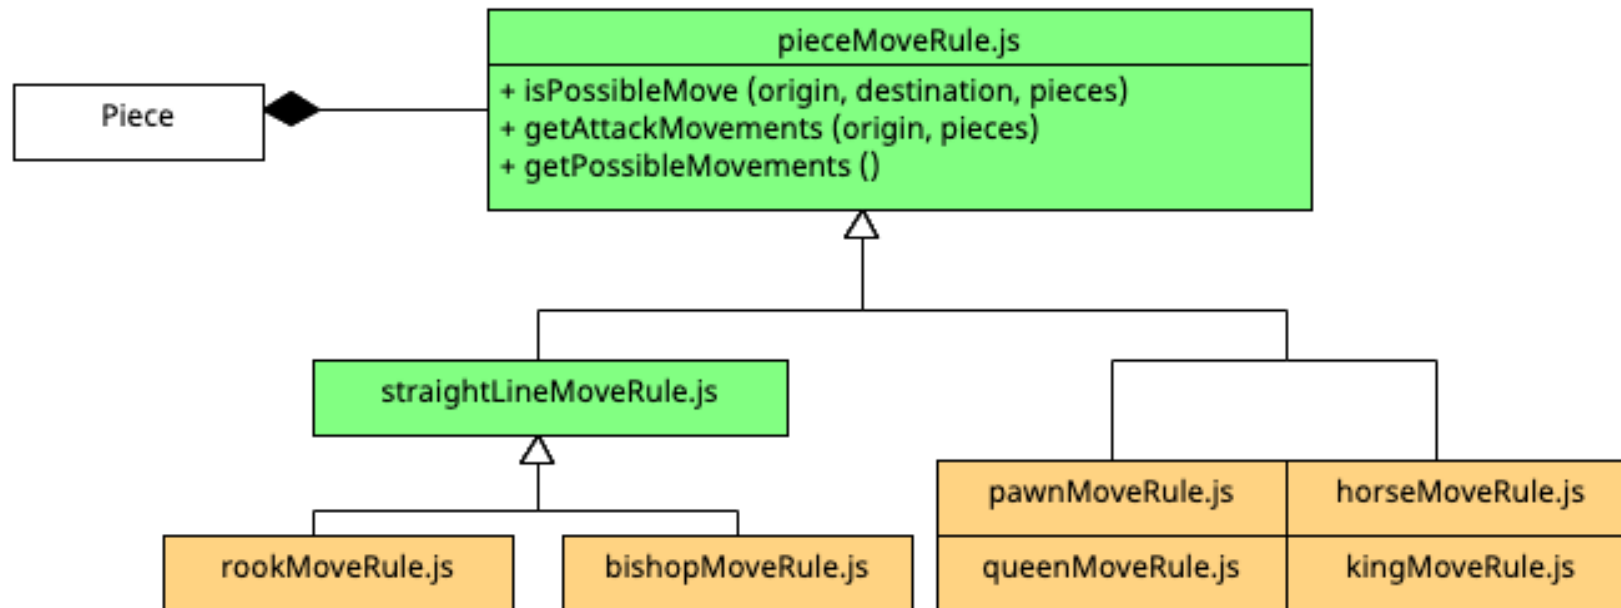 pieceMoveRule.js
Piece
+ isPossibleMove (origin, destination, pieces)
+ getAttackMovements (origin, pieces)
+ getPossibleMovements ()
straightLineMoveRule.js
pawnMoveRule.js
horseMoveRule.js
rookMoveRule.js
bishopMoveRule.js
queenMoveRule.js
kingMoveRule.js